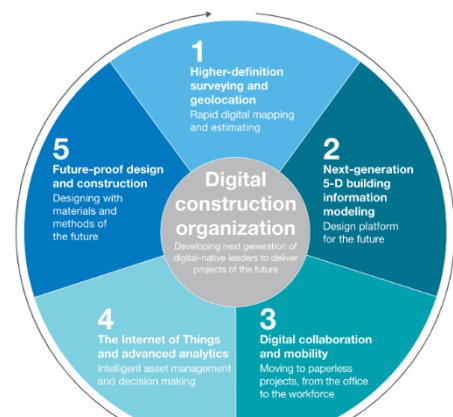 1
Higher-definition
surveying and
geolocation
Rapid digital mapping
and estimating
2
Next-generation
5-D building
information
modeling
Design platform
for the future
3
Digital collaboration
and mobility
Moving to paperless
projects, from the office
to the workforce
4
The Internet of Things
and advanced analytics
Intelligent asset management
and decision making
5
Future-proof design
and construction
Designing with
materials and
methods of
the future
Digital
construction
organization
Developing next generation of
digital-native leaders to deliver
projects of the future